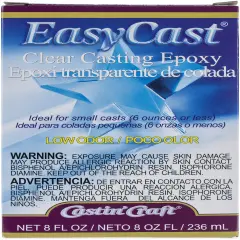 EasyCast®
Clear Casting Epoxy
Epoxi transparente de colada
Ideal for small casts (6 ounces or less)
Ideal para coladas pequeñas (6 onzas o menos)
LOW ODOR / POCO OLOR
WARNING: EXPOSURE MAY CAUSE SKIN DAMAGE.
MAY PRODUCE ALLERGIC REACTION BY SKIN CONTACT.
BISPHENOL A/EPICHLOROHYDRIN RESIN, ISOPHORONE
DIAMINE. KEEP OUT OF THE REACH OF CHILDREN.
ADVERTENCIA: DE ENTRAR EN CONTACTO CON LA
PIEL, PUEDE PRODUCIR UNA REACCION ALÉRGICA,
BISPHENOL A/EPICHLOROHYDRIN RESIN, ISOPHORONE
DIAMINE. MANTENGA FUERA DEL ALCANCE DE LOS
NIÑOS.
Castin'Craft
NET 8 FL OZ / NETO 8 OZ FL / 236 mL